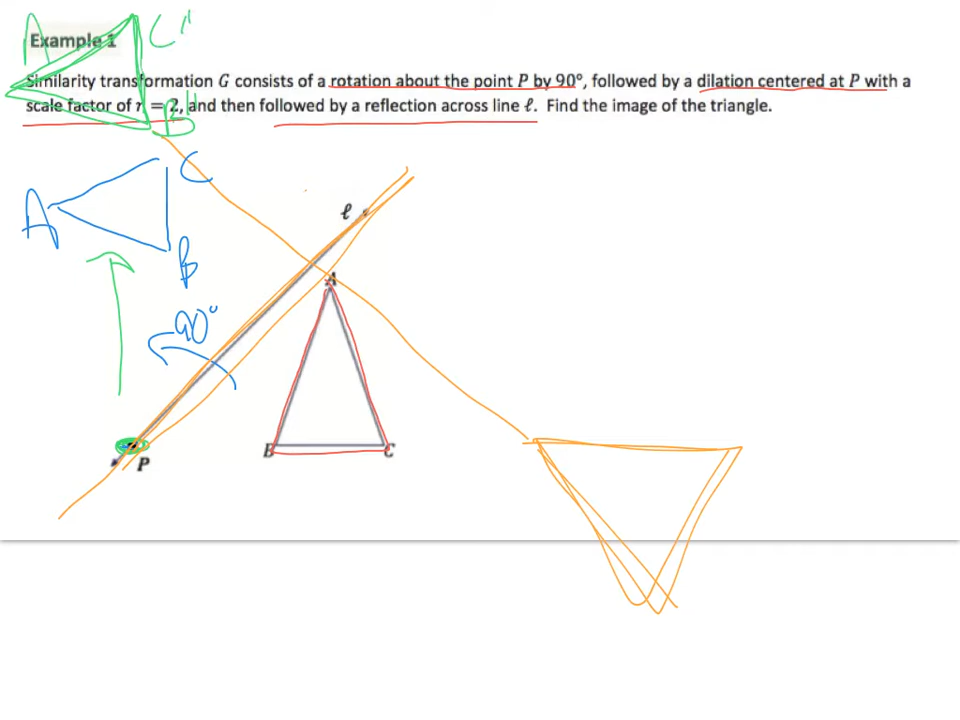 Example 1
Similarity transformation G consists of a rotation about the point P by 90°, followed by a dilation centered at P with a
scale factor of r = 2, and then followed by a reflection across line ℓ. Find the image of the triangle.
A
C"
B"
C
A
B
90°
ℓ
A
B
C
P